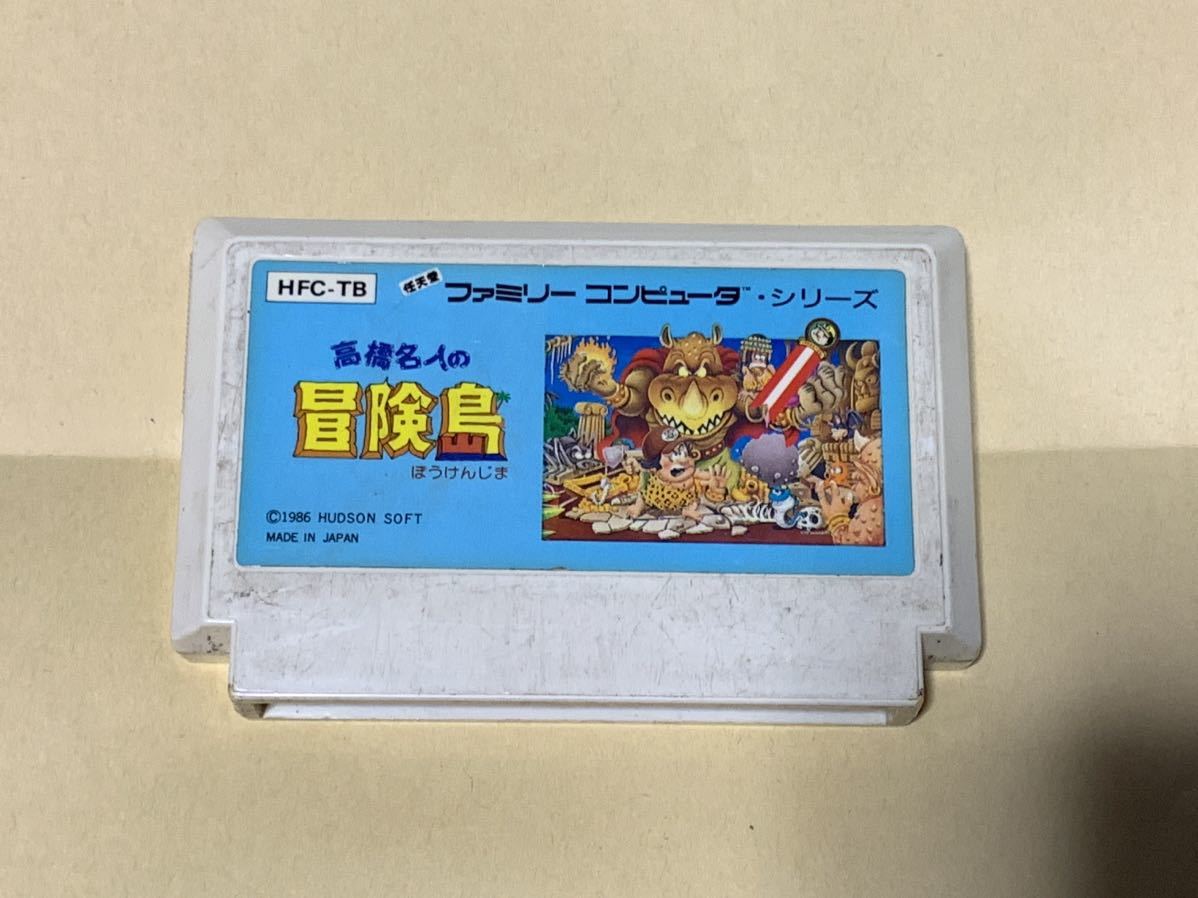 HFC-TB
任天堂 ファミリー コンピュータ™・シリーズ
高橋名人の
冒険島
ぼうけんじま
©1986 HUDSON SOFT
MADE IN JAPAN